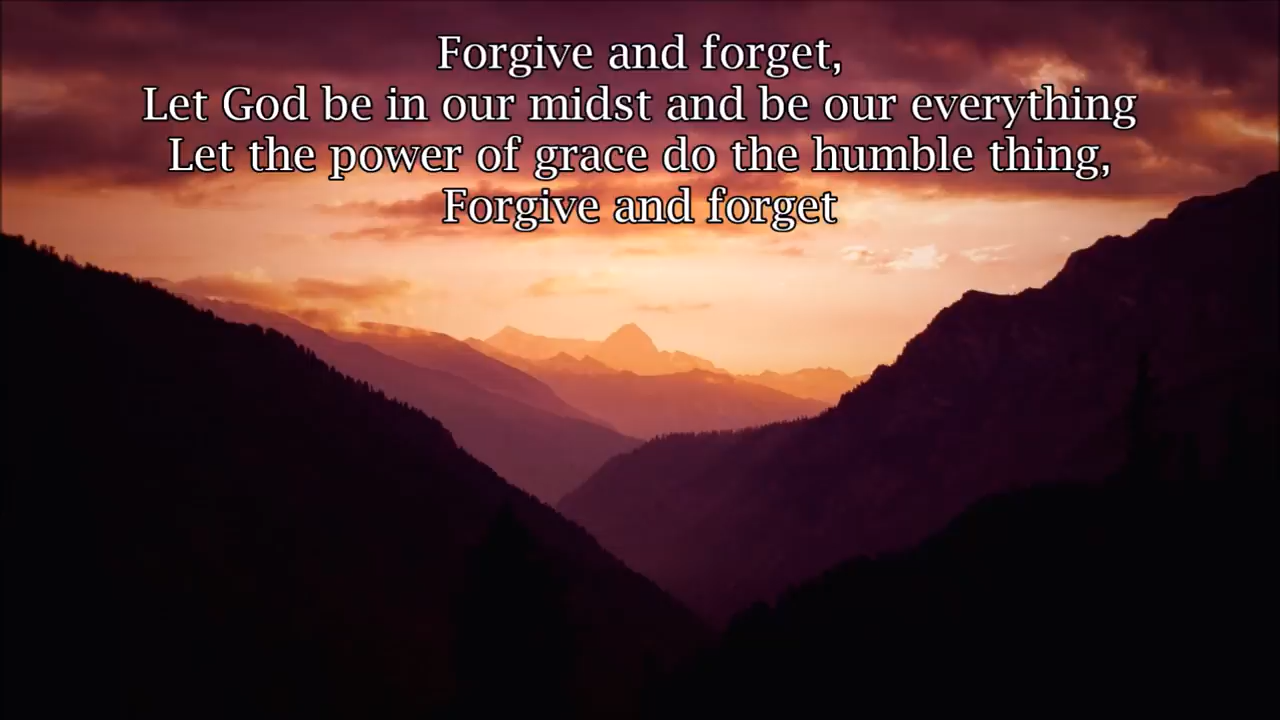 Forgive and forget,
Let God be in our midst and be our everything
Let the power of grace do the humble thing,
Forgive and forget